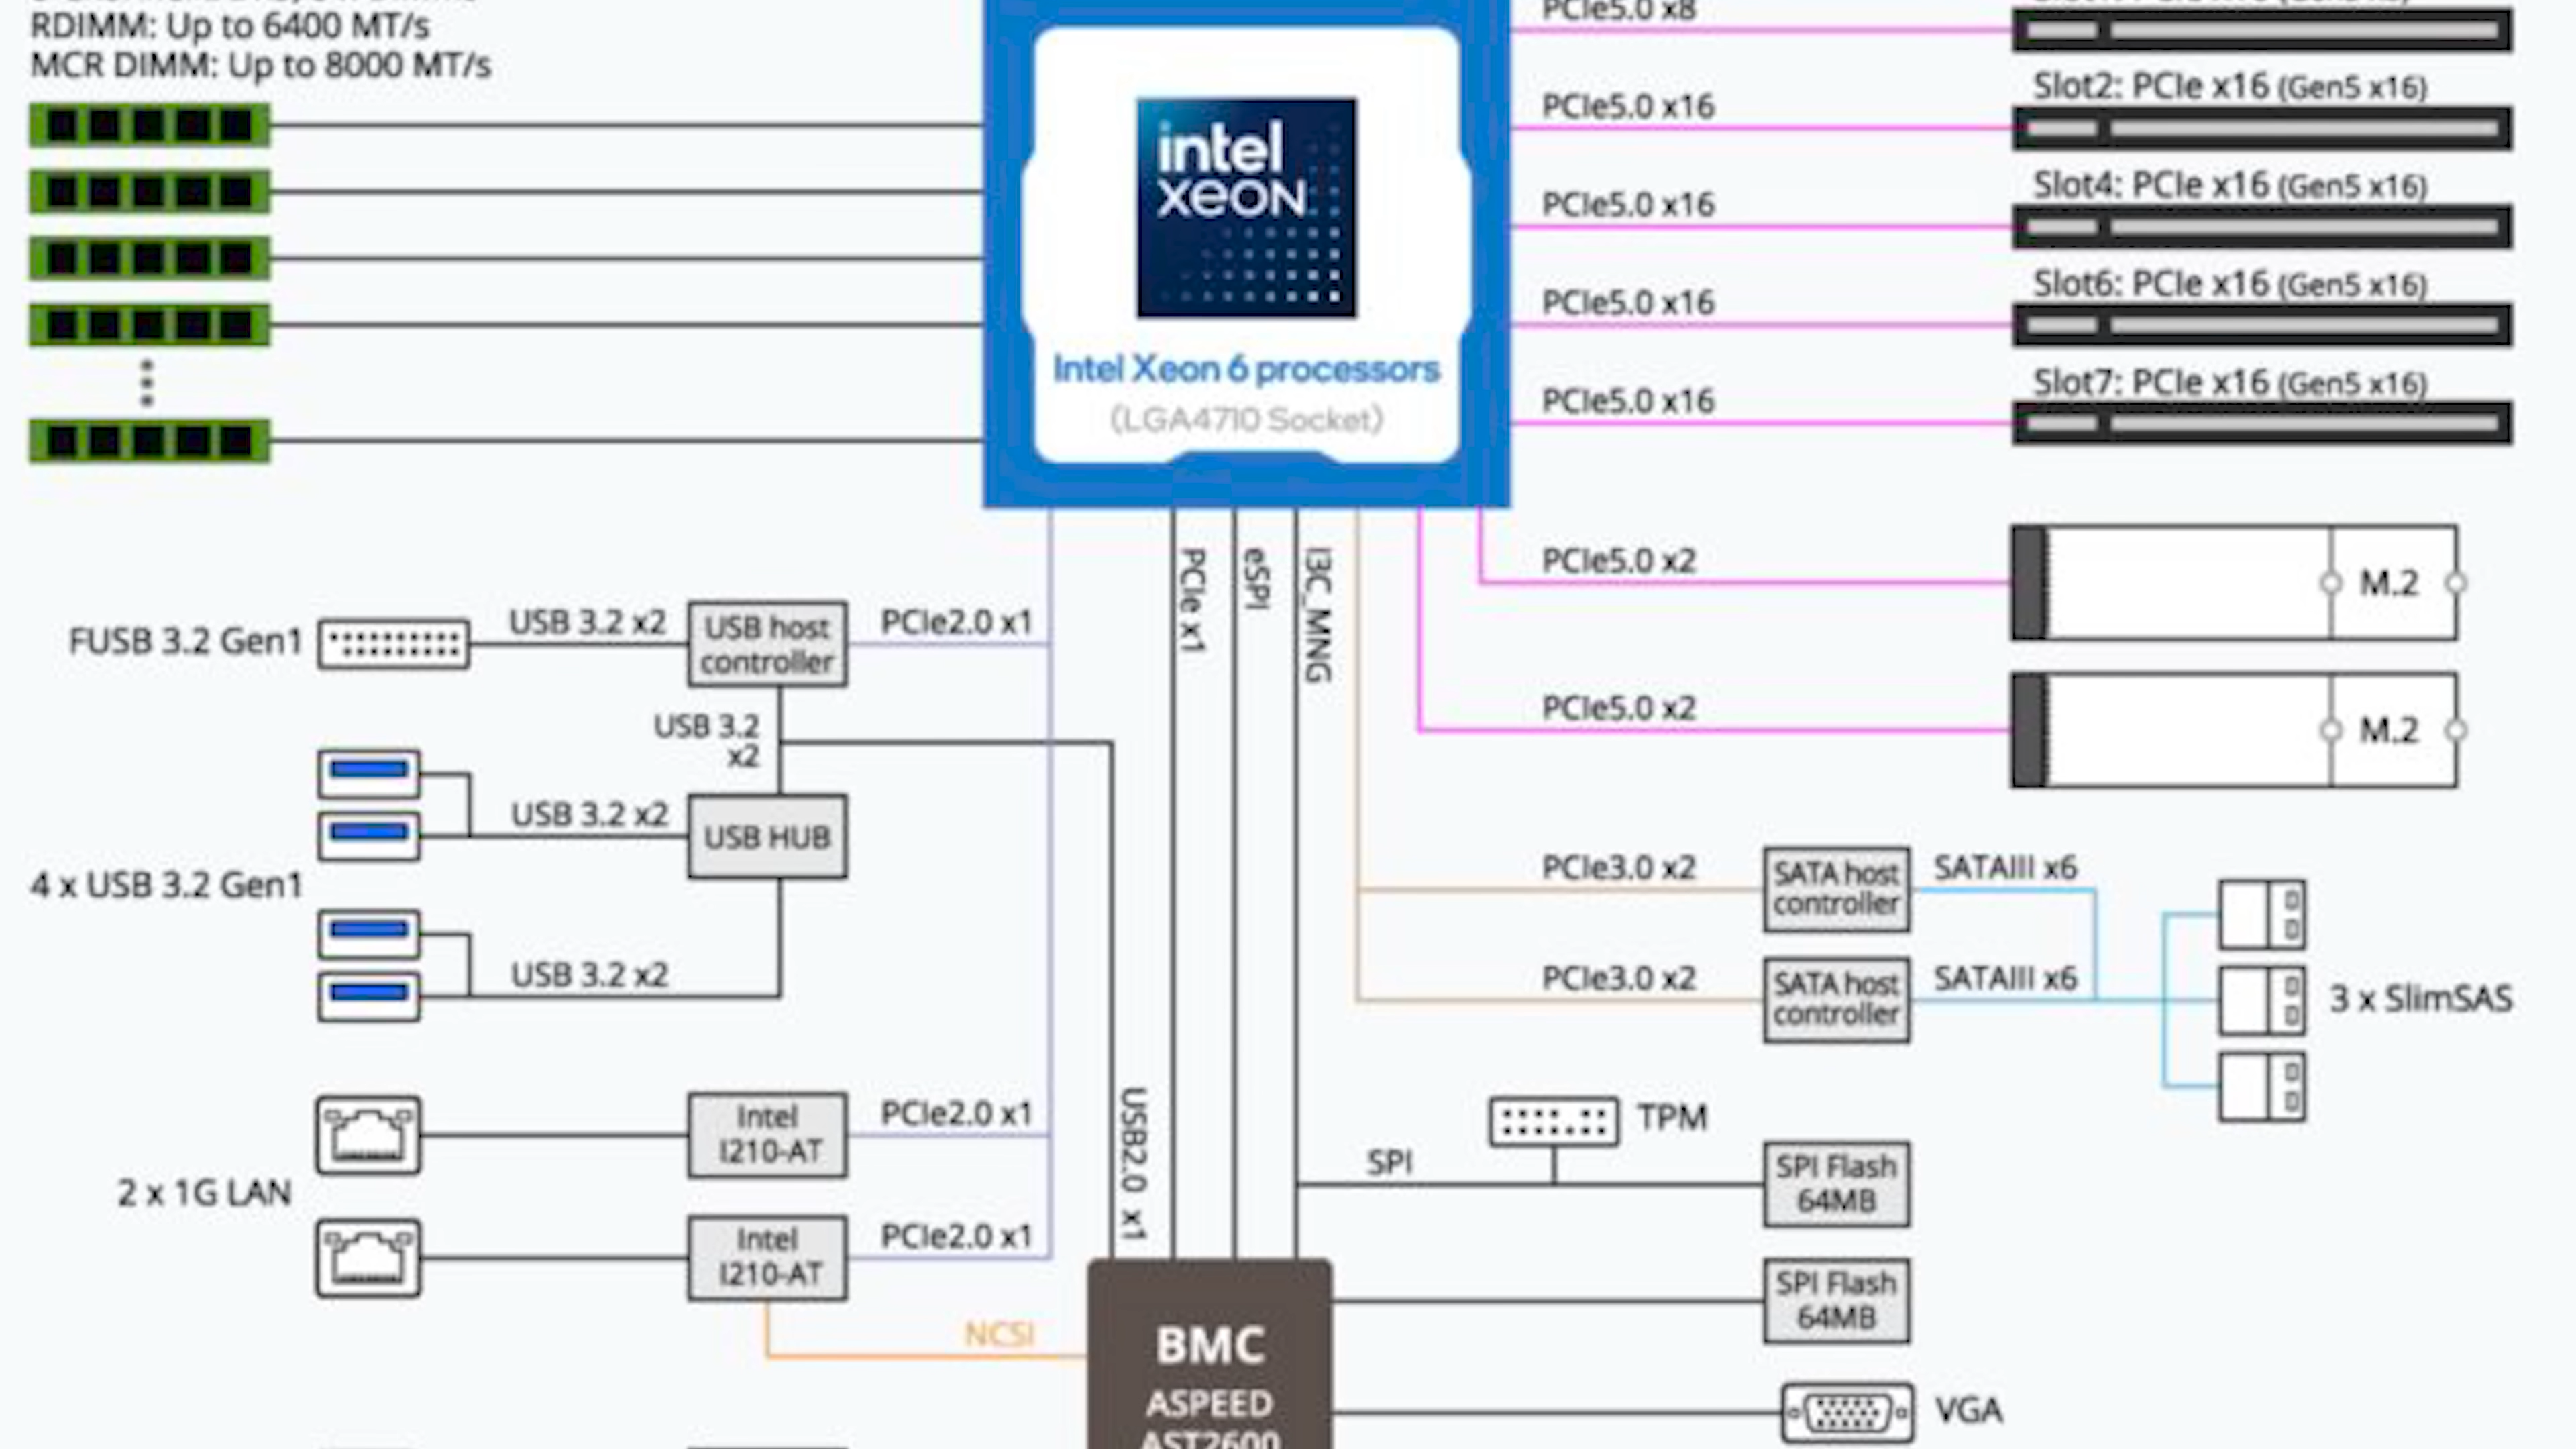 RDIMM: Up to 6400 MT/s
MCR DIMM: Up to 8000 MT/s
intel
xeon
Intel Xeon 6 processors
(LGA4710 Socket)
PCIe5.0 x8
PCIe5.0 x16
Slot2: PCIe x16 (Gen5 x16)
PCIe5.0 x16
Slot4: PCIe x16 (Gen5 x16)
PCIe5.0 x16
Slot6: PCIe x16 (Gen5 x16)
PCIe5.0 x16
Slot7: PCIe x16 (Gen5 x16)
PCIe x1
eSPI
I3C_MNG
PCIe5.0 x2
M.2
PCIe5.0 x2
M.2
FUSB 3.2 Gen1
USB 3.2 x2
USB host
controller
PCIe2.0 x1
USB 3.2
x2
USB 3.2 x2
USB HUB
4 x USB 3.2 Gen1
USB 3.2 x2
PCIe3.0 x2
SATA host
controller
SATAIII x6
PCIe3.0 x2
SATA host
controller
SATAIII x6
3 x SlimSAS
Intel
I210-AT
PCIe2.0 x1
2 x 1G LAN
Intel
I210-AT
PCIe2.0 x1
USB2.0 x1
NCSI
TPM
SPI
SPI Flash
64MB
SPI Flash
64MB
BMC
ASPEED
AST2600
VGA